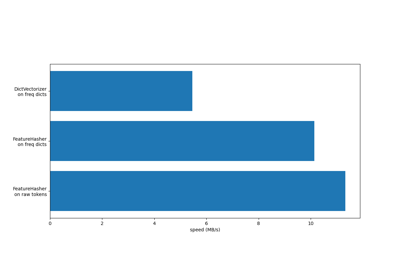 DictVectorizer
on freq dicts
FeatureHasher
on freq dicts
FeatureHasher
on raw tokens
0 2 4 6 8 10
speed (MB/s)